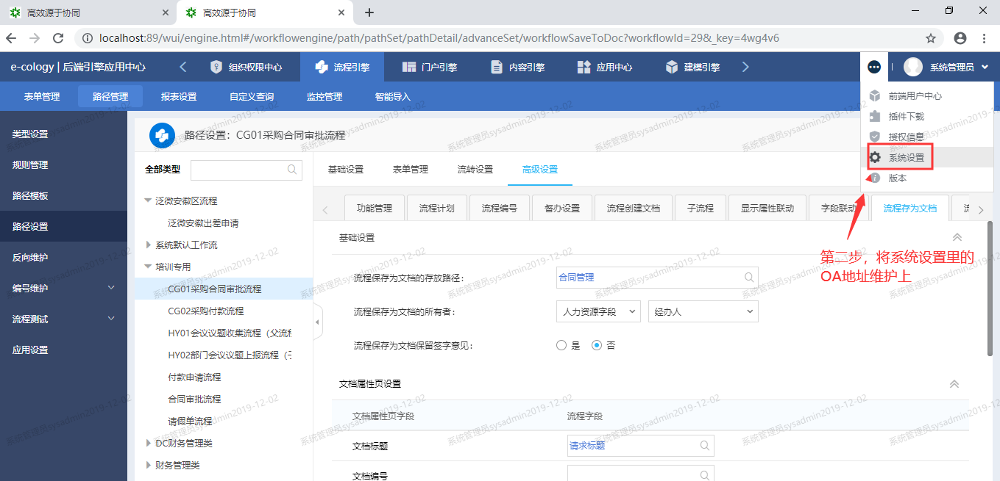 高效源于协同
高效源于协同
localhost:89/wui/engine.html#/workflowengine/path/pathSet/pathDetail/advanceSet/workflowSaveToDoc?workflowId=29&_key=4wg4v6
e-cology | 后端引擎应用中心
组织权限中心
流程引擎
门户引擎
内容引擎
应用中心
建模引擎
系统管理员
表单管理
路径管理
报表设置
自定义查询
监控管理
智能导入
前端用户中心
插件下载
授权信息
系统设置
版本
类型设置
规则管理
路径模板
路径设置
反向维护
编号维护
流程测试
应用设置
路径设置：CG01采购合同审批流程
全部类型
泛微安徽区流程
泛微安徽出差申请
系统默认工作流
培训专用
CG01采购合同审批流程
CG02采购付款流程
HY01会议议题收集流程（父流程
HY02部门会议议题上报流程（子
付款申请流程
合同审批流程
请假单流程
DC财务管理类
财务管理类
基础设置
表单管理
流转设置
高级设置
功能管理
流程计划
流程编号
督办设置
流程创建文档
子流程
显示属性联动
字段联动
流程存为文档
基础设置
流程保存为文档的存放路径：
合同管理
流程保存为文档的所有者：
人力资源字段
经办人
流程保存为文档保留签字意见：
是
否
文档属性页设置
文档属性页字段
流程字段
文档标题
请求标题
文档编号
第二步，将系统设置里的
OA地址维护上
系统管理员sysadmin2019-12-02